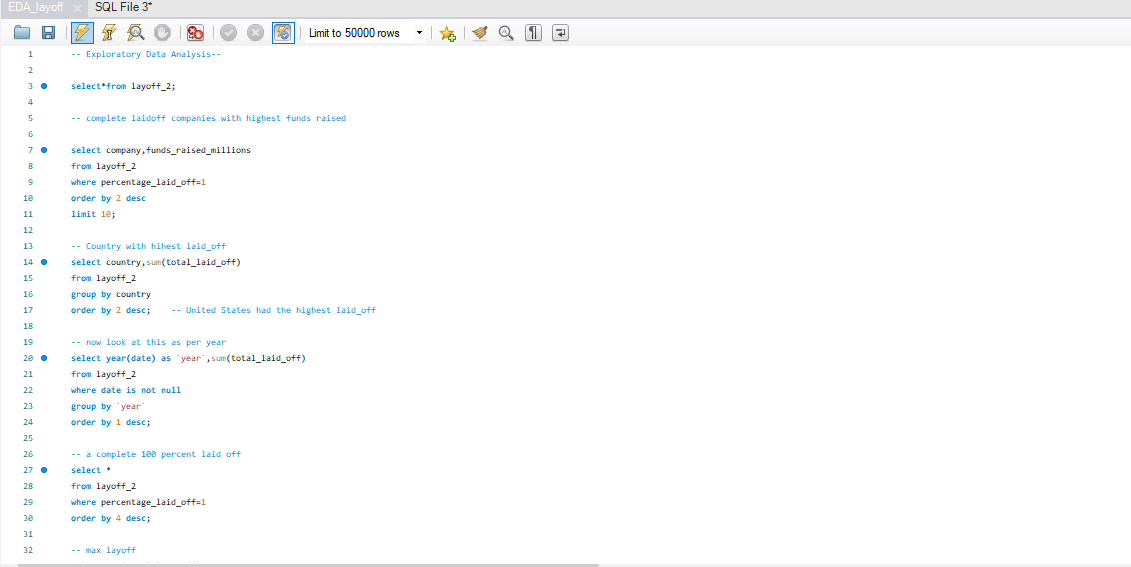 EDA_layoff × SQL File 3*
Limit to 50000 rows
1 -- Exploratory Data Analysis--
2
3 select*from layoff_2;
4
5 -- complete laidoff companies with highest funds raised
6
7 select company,funds_raised_millions
8 from layoff_2
9 where percentage_laid_off=1
10 order by 2 desc
11 limit 10;
12
13 -- Country with hihest laid_off
14 select country,sum(total_laid_off)
15 from layoff_2
16 group by country
17 order by 2 desc; -- United States had the highest laid_off
18
19 -- now look at this as per year
20 select year(date) as `year`,sum(total_laid_off)
21 from layoff_2
22 where date is not null
23 group by `year`
24 order by 1 desc;
25
26 -- a complete 100 percent laid off
27 select *
28 from layoff_2
29 where percentage_laid_off=1
30 order by 4 desc;
31
32 -- max layoff